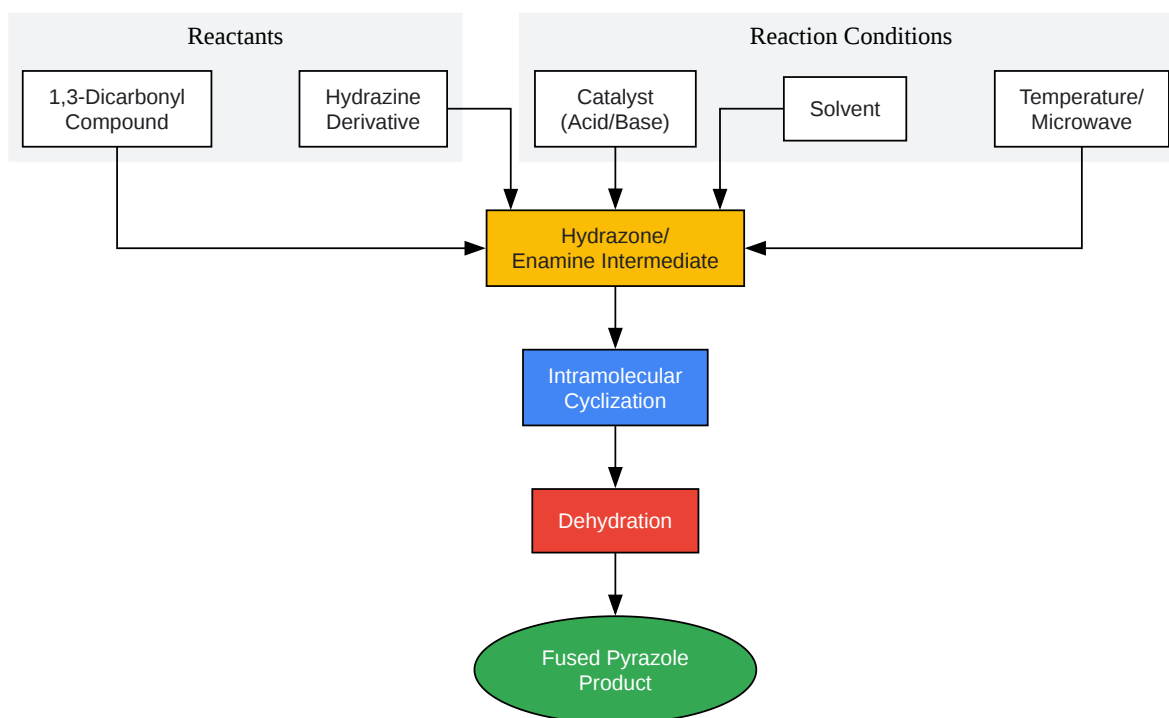 Reactants
Reaction Conditions
1,3-Dicarbonyl
Compound
Hydrazine
Derivative
Catalyst
(Acid/Base)
Solvent
Temperature/
Microwave
Hydrazone/
Enamine Intermediate
Intramolecular
Cyclization
Dehydration
Fused Pyrazole
Product